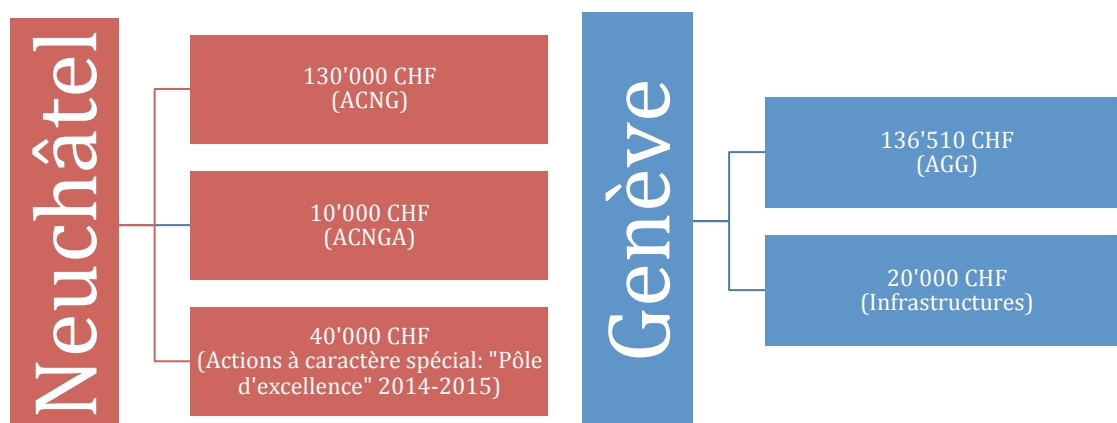 Neuchâtel
130'000 CHF
(ACNG)
10'000 CHF
(ACNGA)
40'000 CHF
(Actions à caractère spécial: "Pôle
d'excellence" 2014-2015)
Genève
136'510 CHF
(AGG)
20'000 CHF
(Infrastructures)